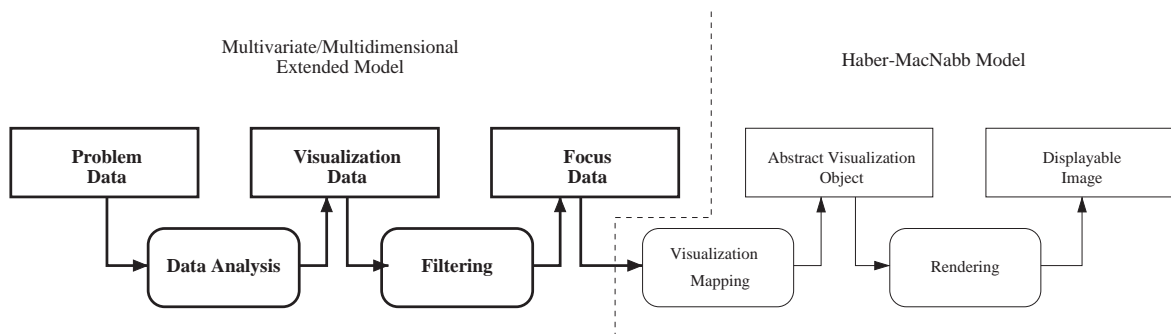 Multivariate/Multidimensional
Extended Model
Haber-MacNabb Model
Problem
Data
Visualization
Data
Focus
Data
Abstract Visualization
Object
Displayable
Image
Data Analysis
Filtering
Visualization
Mapping
Rendering